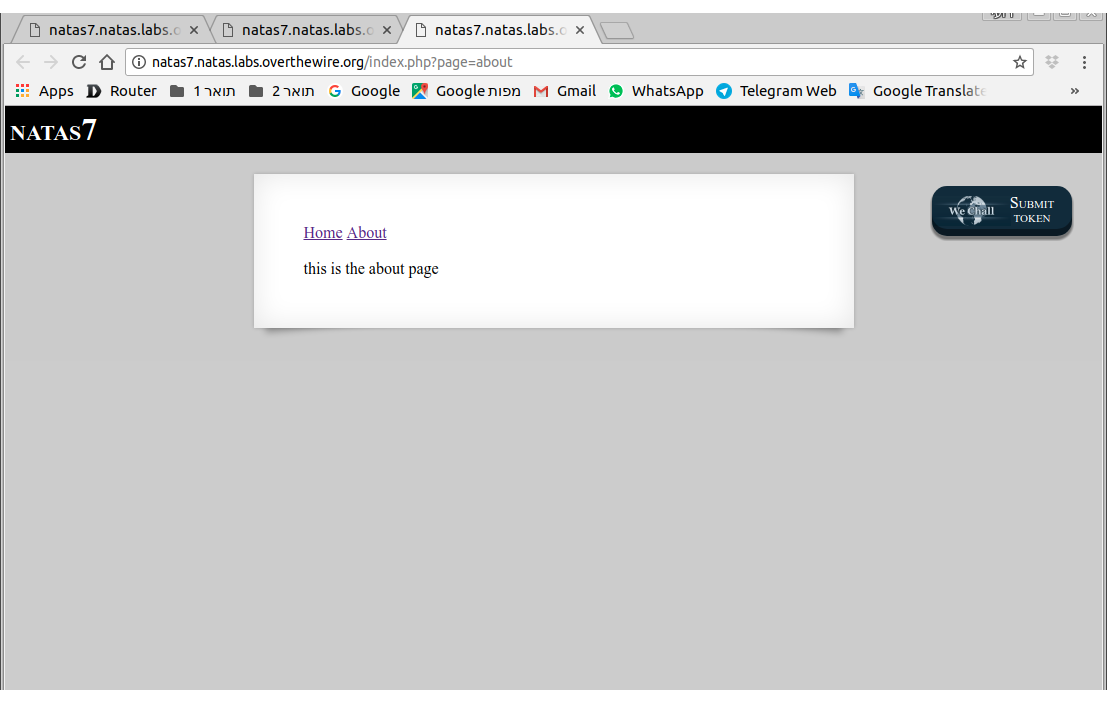 natas7.natas.labs.o
natas7.natas.labs.o
natas7.natas.labs.o
natas7.natas.labs.overthewire.org/index.php?page=about
Apps Router תואר 1 תואר 2 Google Google מפות Gmail WhatsApp Telegram Web Google Translate »
NATAS7
We Chall SUBMIT TOKEN
Home About
this is the about page